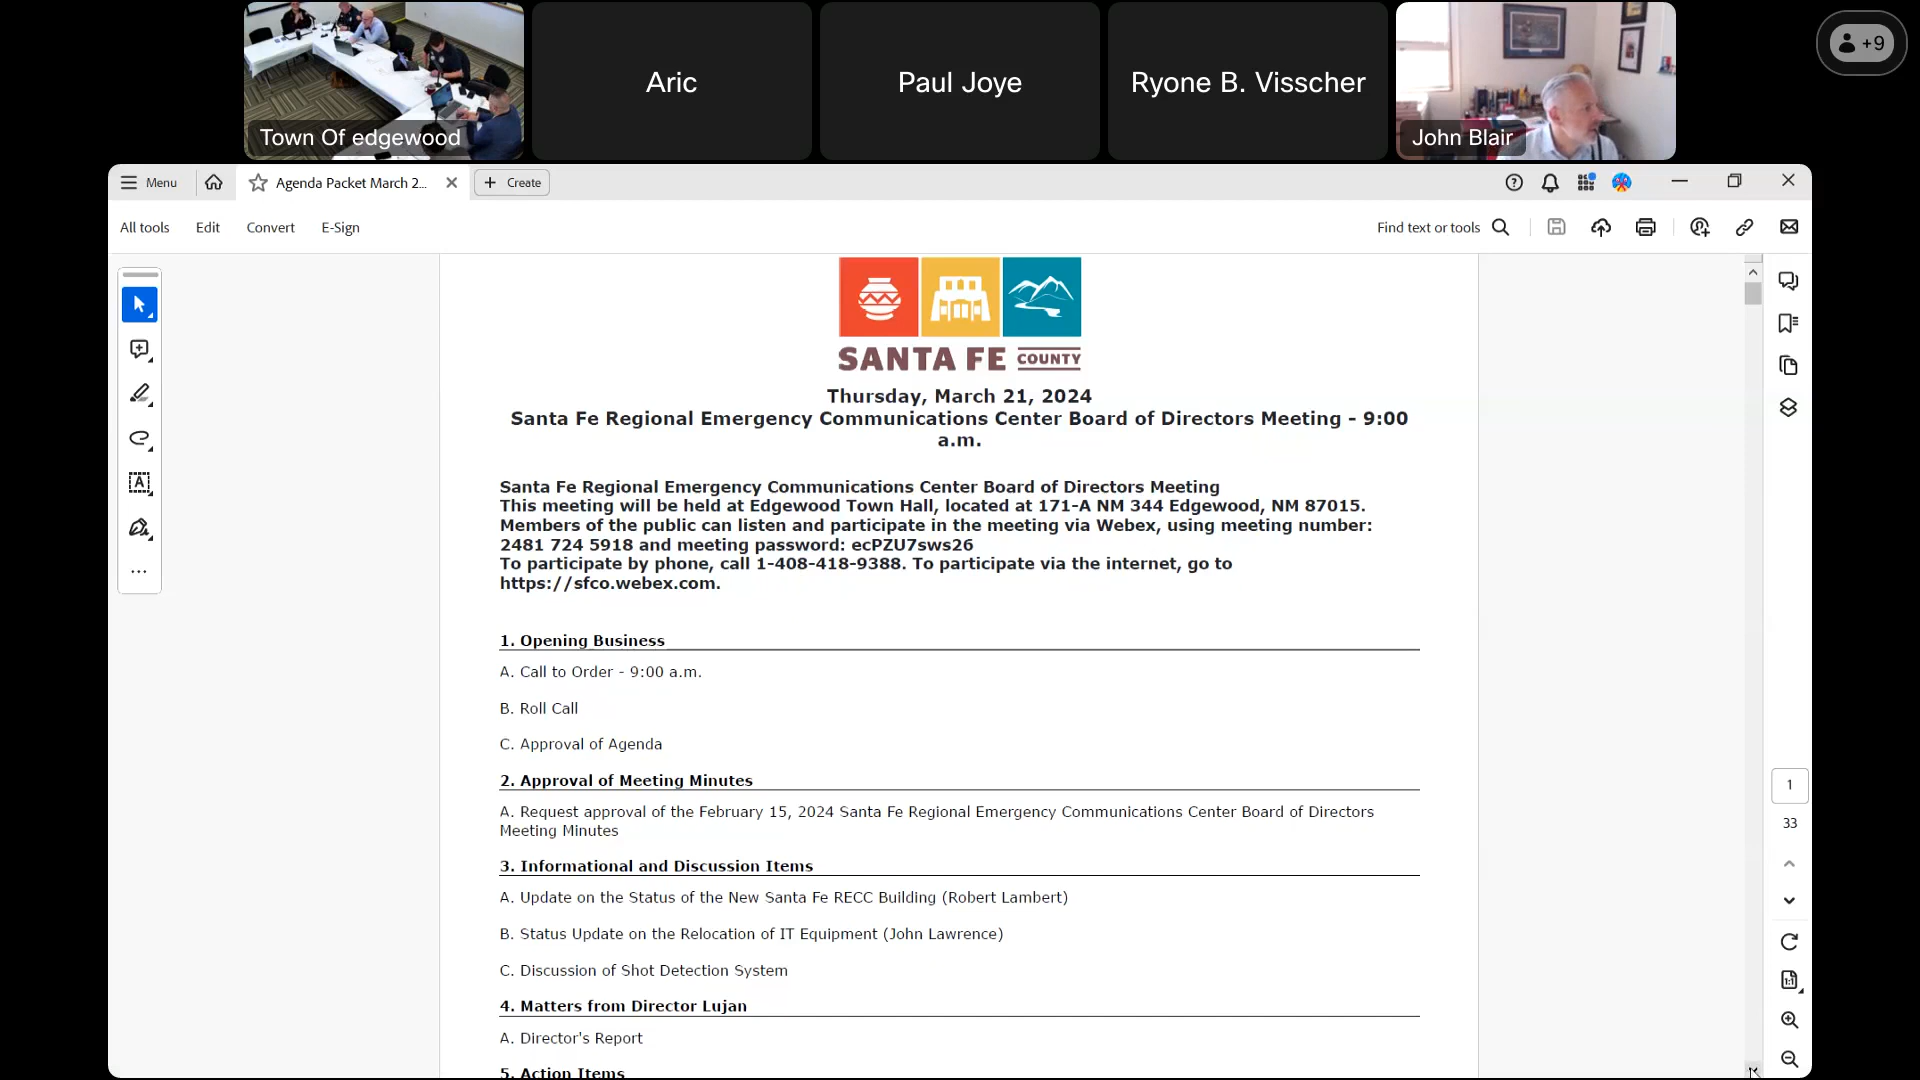 Town Of edgewood
Aric
Paul Joye
Ryone B. Visscher
John Blair
+9
Menu
Agenda Packet March 2...
Create
All tools
Edit
Convert
E-Sign
Find text or tools
SANTA FE COUNTY
Thursday, March 21, 2024
Santa Fe Regional Emergency Communications Center Board of Directors Meeting - 9:00
a.m.
Santa Fe Regional Emergency Communications Center Board of Directors Meeting
This meeting will be held at Edgewood Town Hall, located at 171-A NM 344 Edgewood, NM 87015.
Members of the public can listen and participate in the meeting via Webex, using meeting number:
2481 724 5918 and meeting password: ecPZU7sws26
To participate by phone, call 1-408-418-9388. To participate via the internet, go to
https://sfco.webex.com.
1. Opening Business
A. Call to Order - 9:00 a.m.
B. Roll Call
C. Approval of Agenda
2. Approval of Meeting Minutes
A. Request approval of the February 15, 2024 Santa Fe Regional Emergency Communications Center Board of Directors
Meeting Minutes
3. Informational and Discussion Items
A. Update on the Status of the New Santa Fe RECC Building (Robert Lambert)
B. Status Update on the Relocation of IT Equipment (John Lawrence)
C. Discussion of Shot Detection System
4. Matters from Director Lujan
A. Director's Report
5. Action Items
1
33